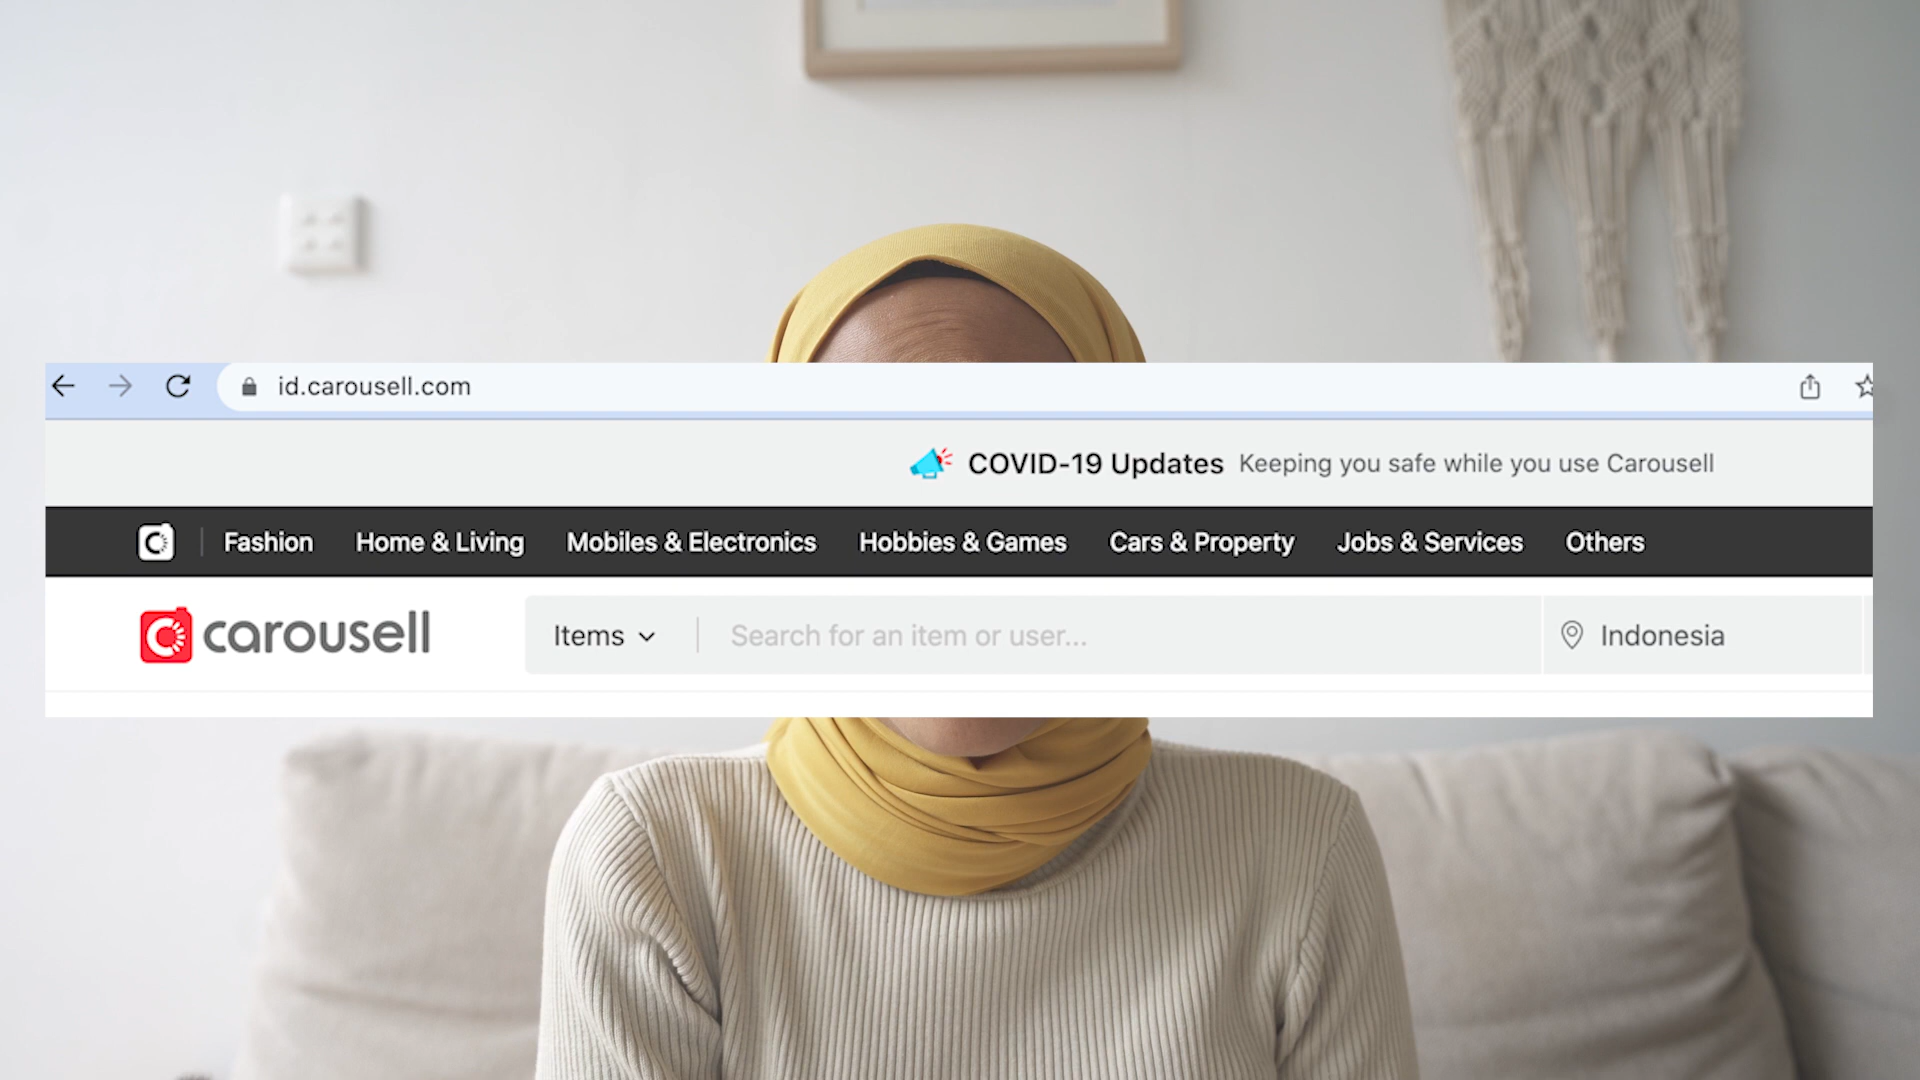 id.carousell.com
COVID-19 Updates Keeping you safe while you use Carousell
Fashion Home & Living Mobiles & Electronics Hobbies & Games Cars & Property Jobs & Services Others
carousell Items Search for an item or user... Indonesia